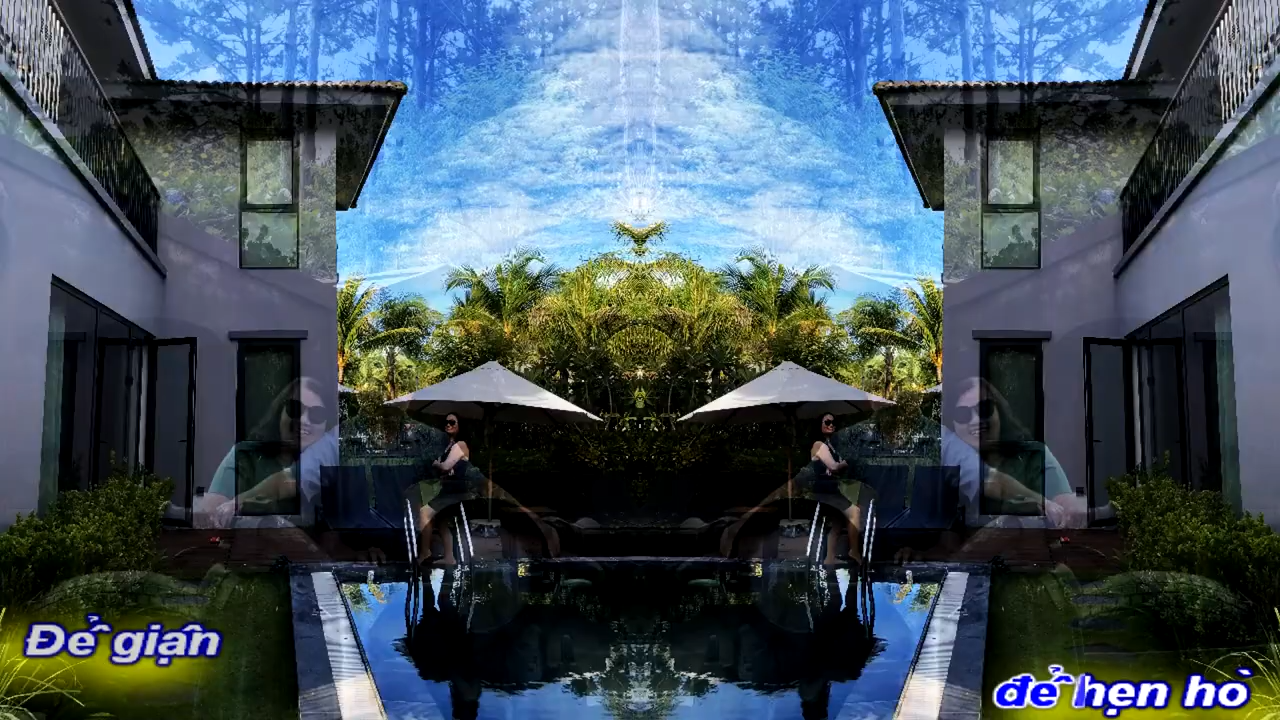 Để giận
để hẹn hò